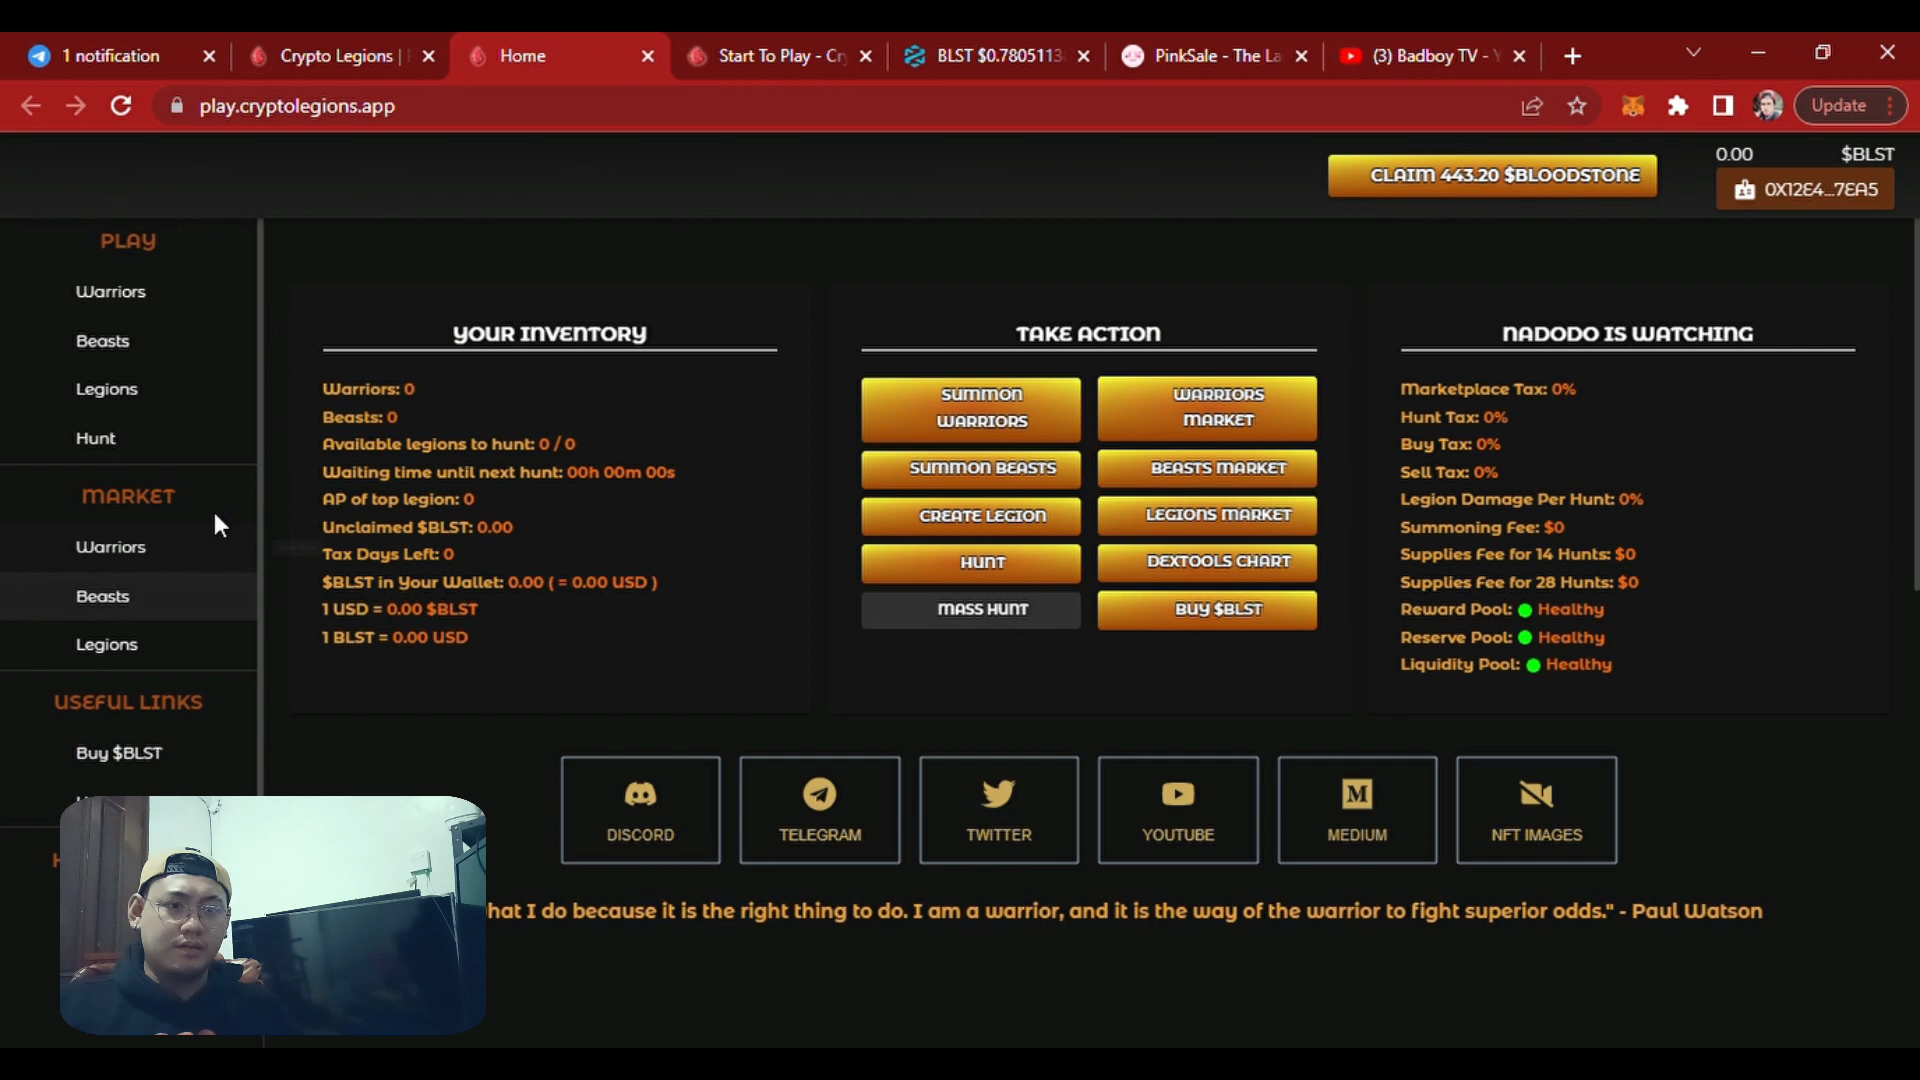 1 notification
Crypto Legions |
Home
Start To Play - Cr
BLST $0.7805113
PinkSale - The La
(3) Badboy TV - Y
play.cryptolegions.app
Update
CLAIM 443.20 $BLOODSTONE
0.00 $BLST
0X12E4...7EA5
PLAY
Warriors
Beasts
Legions
Hunt
MARKET
Warriors
Beasts
Legions
USEFUL LINKS
Buy $BLST
YOUR INVENTORY
Warriors: 0
Beasts: 0
Available legions to hunt: 0 / 0
Waiting time until next hunt: 00h 00m 00s
AP of top legion: 0
Unclaimed $BLST: 0.00
Tax Days Left: 0
$BLST in Your Wallet: 0.00 ( = 0.00 USD )
1 USD = 0.00 $BLST
1 BLST = 0.00 USD
TAKE ACTION
SUMMON
WARRIORS
WARRIORS
MARKET
SUMMON BEASTS
BEASTS MARKET
CREATE LEGION
LEGIONS MARKET
HUNT
DEXTOOLS CHART
MASS HUNT
BUY $BLST
NADODO IS WATCHING
Marketplace Tax: 0%
Hunt Tax: 0%
Buy Tax: 0%
Sell Tax: 0%
Legion Damage Per Hunt: 0%
Summoning Fee: $0
Supplies Fee for 14 Hunts: $0
Supplies Fee for 28 Hunts: $0
Reward Pool: Healthy
Reserve Pool: Healthy
Liquidity Pool: Healthy
DISCORD
TELEGRAM
TWITTER
YOUTUBE
MEDIUM
NFT IMAGES
hat I do because it is the right thing to do. I am a warrior, and it is the way of the warrior to fight superior odds." - Paul Watson